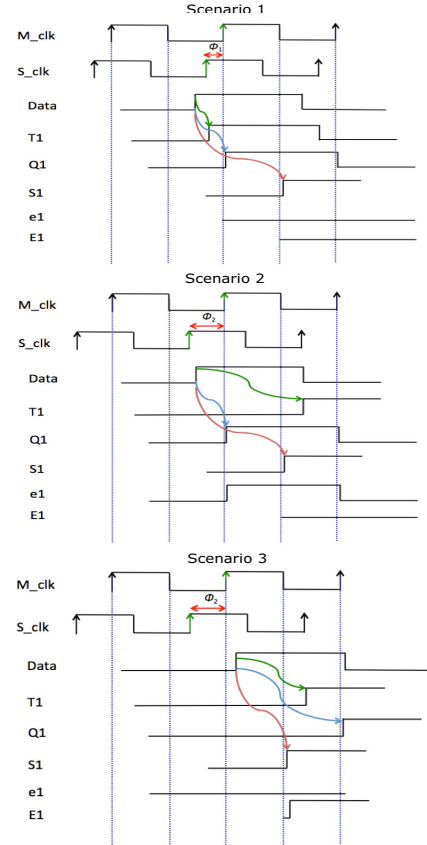 Scenario 1
M_clk
Φ1
S_clk
Data
T1
Q1
S1
e1
E1
Scenario 2
M_clk
Φ2
S_clk
Data
T1
Q1
S1
e1
E1
Scenario 3
M_clk
Φ2
S_clk
Data
T1
Q1
S1
e1
E1